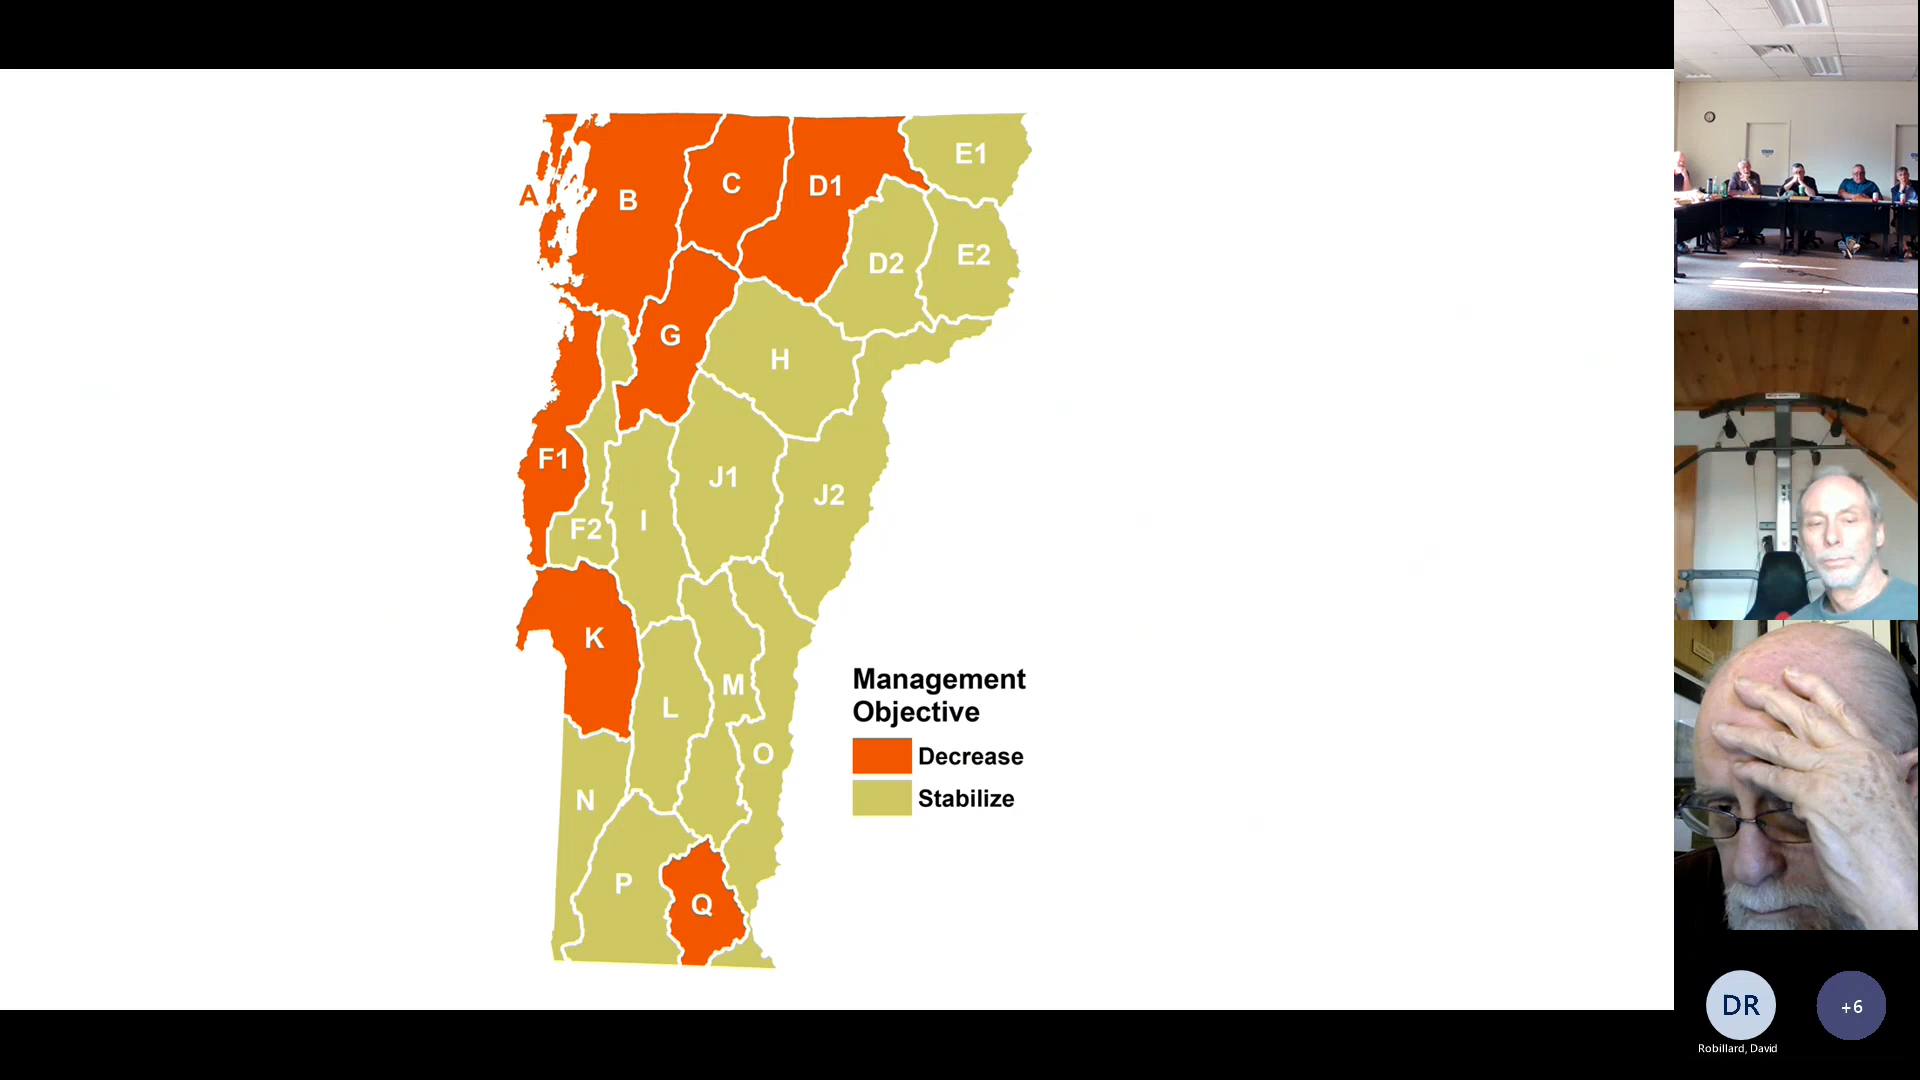 E1
A
B
C
D1
D2
E2
G
H
F1
J1
J2
F2
I
K
Management
Objective
M
L
Decrease
O
Stabilize
N
P
Q
DR
+6
Robillard, David